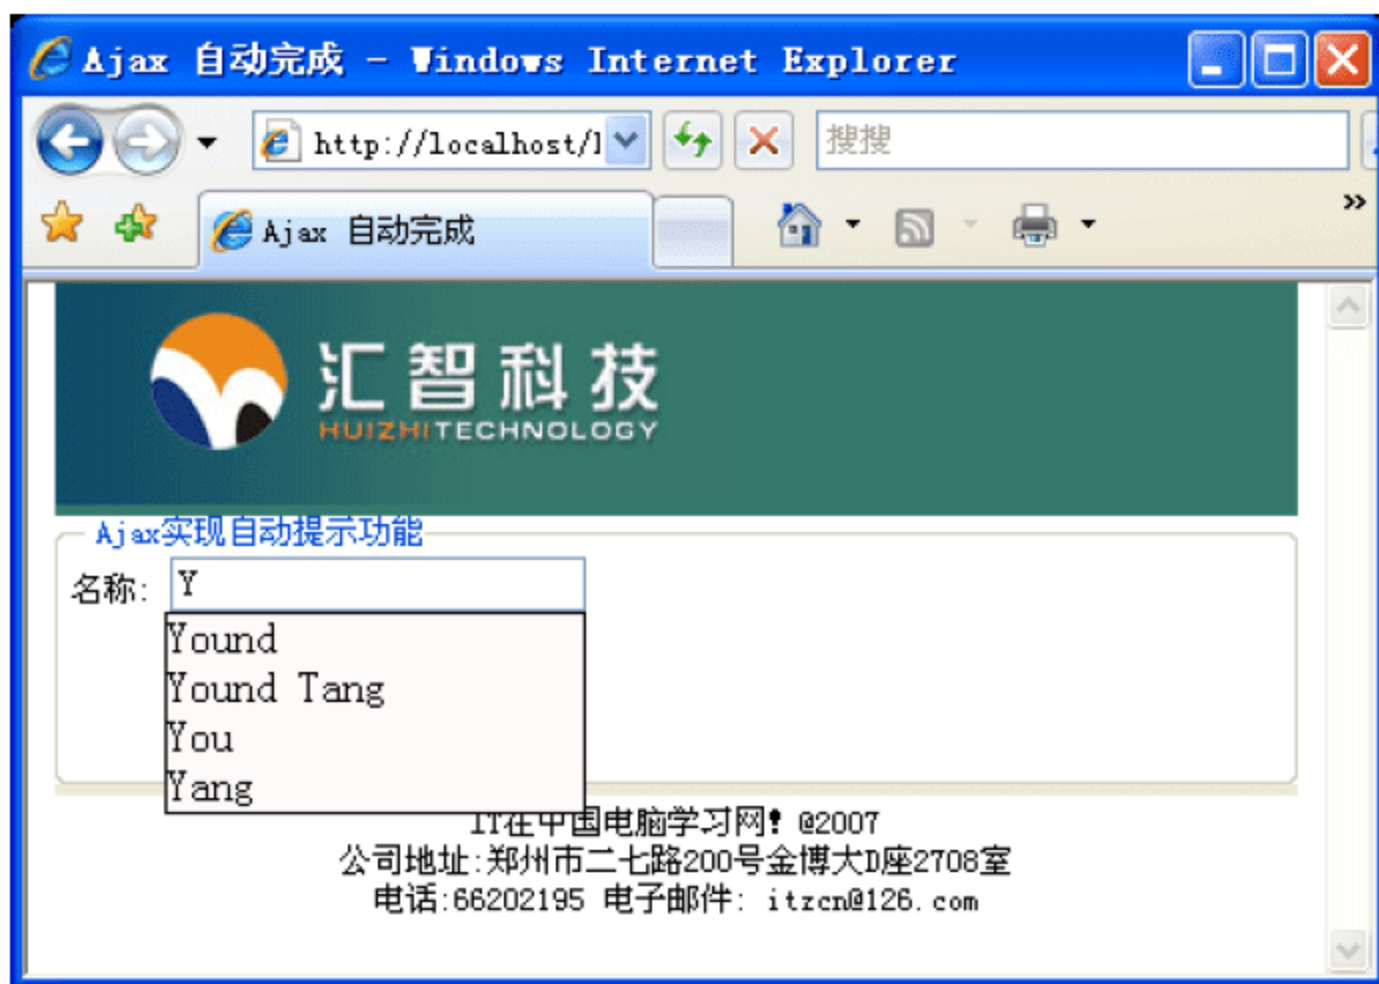 Ajax 自动完成 - Windows Internet Explorer
http://localhost/l
搜搜
Ajax 自动完成
汇智科技
HUIZHITECHNOLOGY
Ajax实现自动提示功能
名称: Y
Yound
Yound Tang
You
Yang
IT在中国电脑学习网! @2007
公司地址:郑州市二七路200号金博大D座2708室
电话:66202195 电子邮件: itzcn@126.com